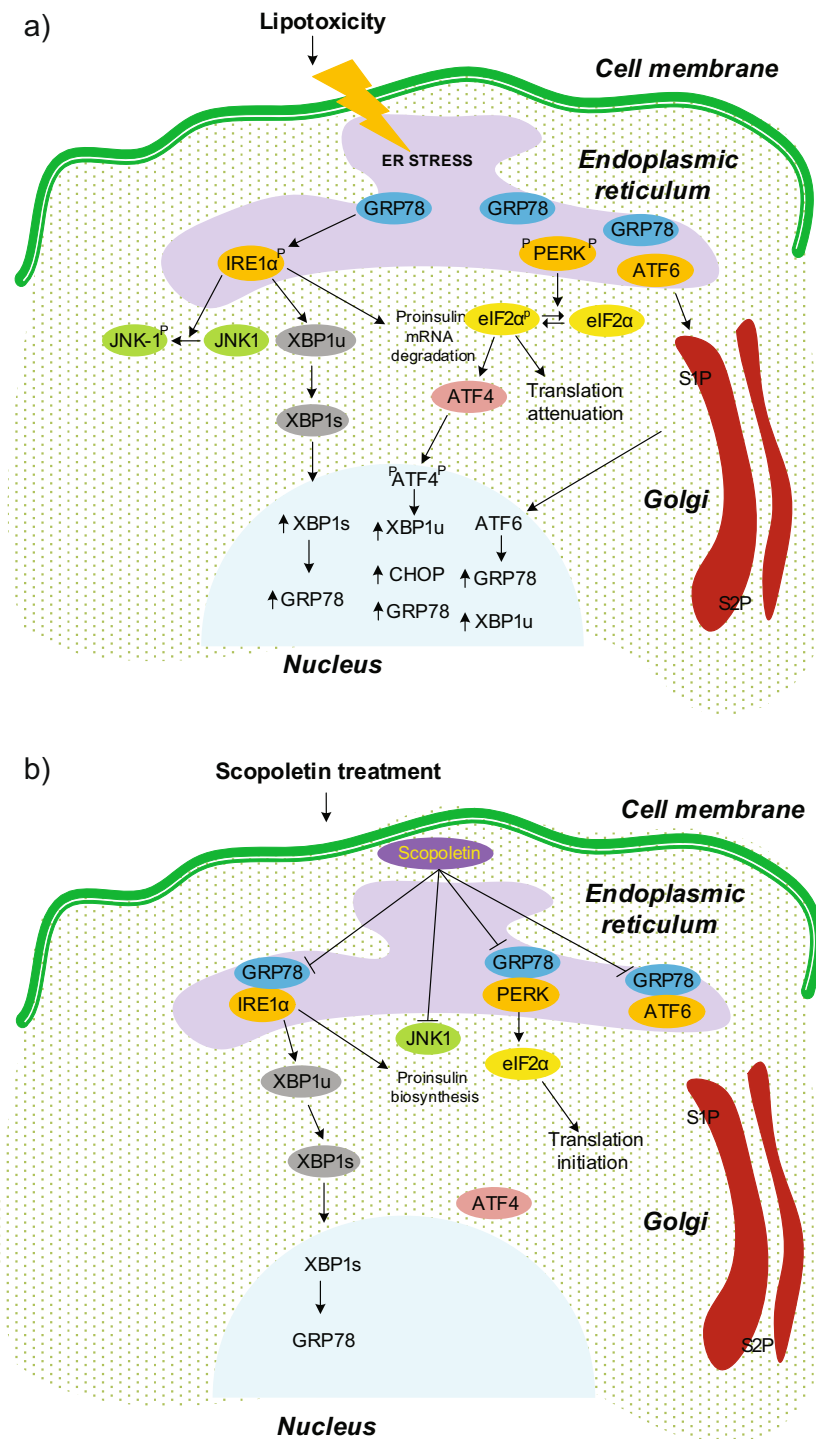 a)
Lipotoxicity
Cell membrane
ER STRESS
Endoplasmic
reticulum
GRP78
GRP78
GRP78
IRE1α P
P PERK P
ATF6
JNK-1 P
JNK1
XBP1u
Proinsulin
mRNA
degradation
eIF2α p
eIF2α
S1P
XBP1s
ATF4
Translation
attenuation
P ATF4 P
Golgi
XBP1s
XBP1u
ATF6
CHOP
GRP78
GRP78
GRP78
XBP1u
S2P
Nucleus
b)
Scopoletin treatment
Cell membrane
Scopoletin
Endoplasmic
reticulum
GRP78
GRP78
GRP78
IRE1α
PERK
ATF6
JNK1
eIF2α
XBP1u
Proinsulin
biosynthesis
S1P
Translation
initiation
XBP1s
ATF4
Golgi
XBP1s
GRP78
S2P
Nucleus